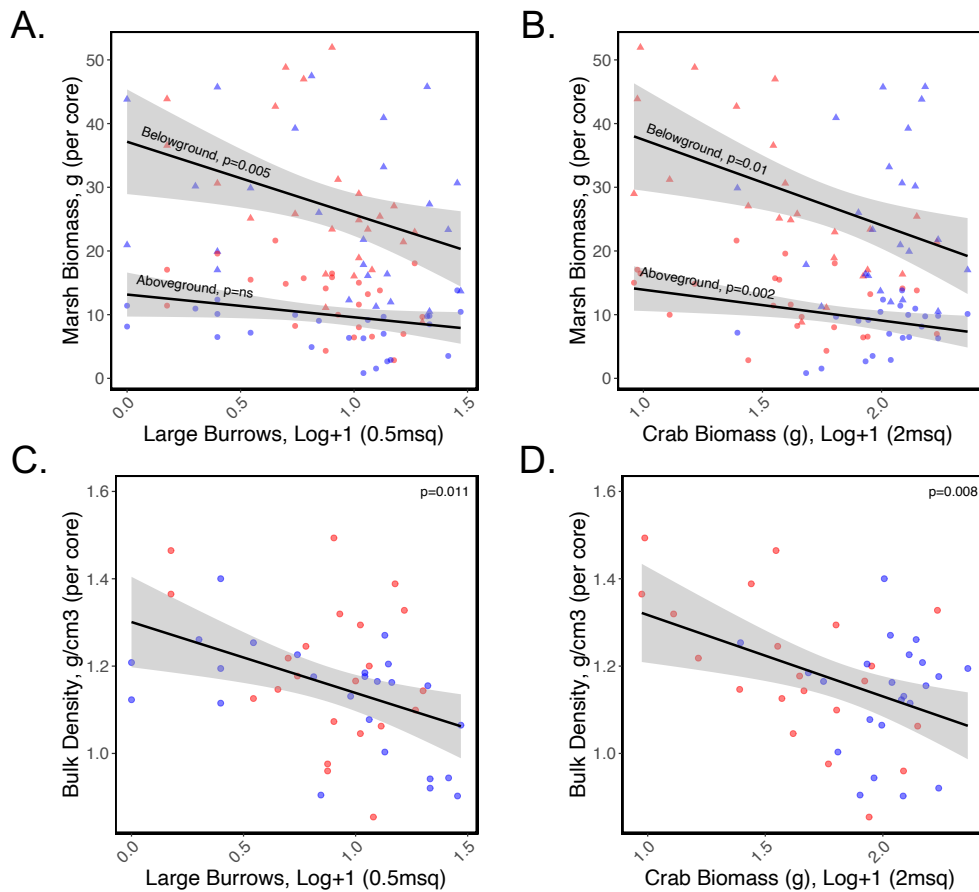 A.
B.
Marsh Biomass, g (per core)
50
40
30
20
10
0
Belowground, p=0.005
Aboveground, p=ns
0.0
0.5
1.0
1.5
Large Burrows, Log+1 (0.5msq)
Marsh Biomass, g (per core)
50
40
30
20
10
0
Belowground, p=0.01
Aboveground, p=0.002
1.0
1.5
2.0
Crab Biomass (g), Log+1 (2msq)
C.
D.
Bulk Density, g/cm3 (per core)
1.6
1.4
1.2
1.0
p=0.011
0.0
0.5
1.0
1.5
Large Burrows, Log+1 (0.5msq)
Bulk Density, g/cm3 (per core)
1.6
1.4
1.2
1.0
p=0.008
1.0
1.5
2.0
Crab Biomass (g), Log+1 (2msq)